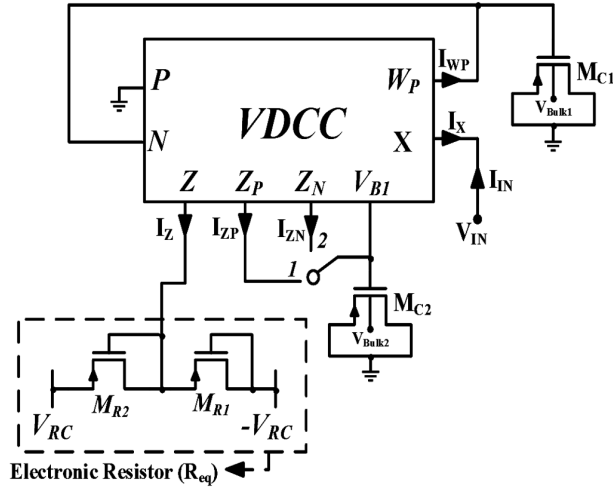 I_WP
M_C1
P
W_P
V_Bulk1
VDCC
I_X
N
X
I_IN
Z Z_P Z_N V_B1
V_IN
I_Z I_ZP I_ZN 2
1
M_C2
V_Bulk2
M_R2 M_R1
V_RC -V_RC
Electronic Resistor (R_eq)